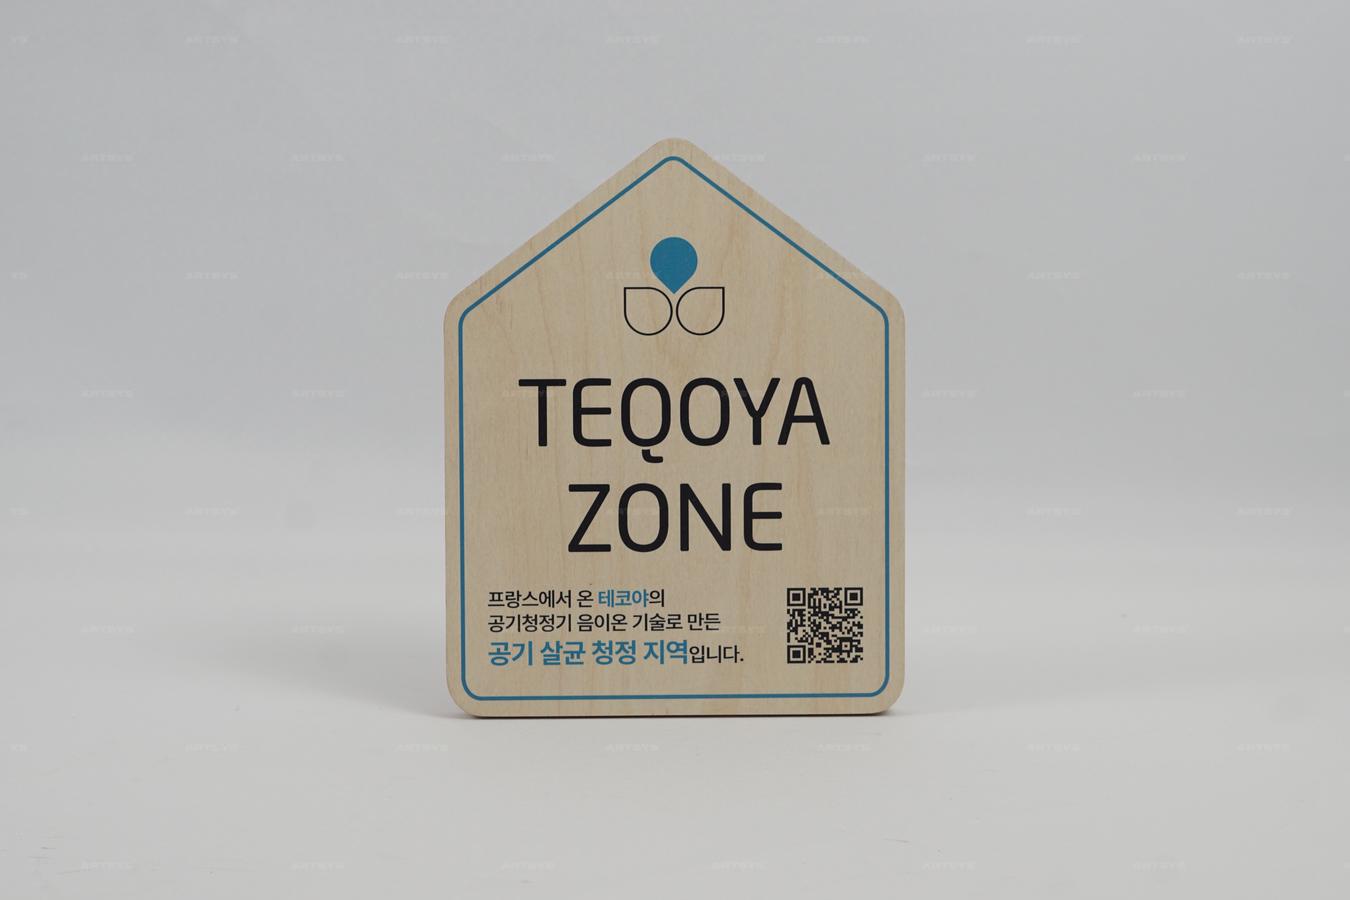 TEQOYA
ZONE
프랑스에서 온 테코야의
공기청정기 음이온 기술로 만든
공기 살균 청정 지역입니다.
ARTSYS